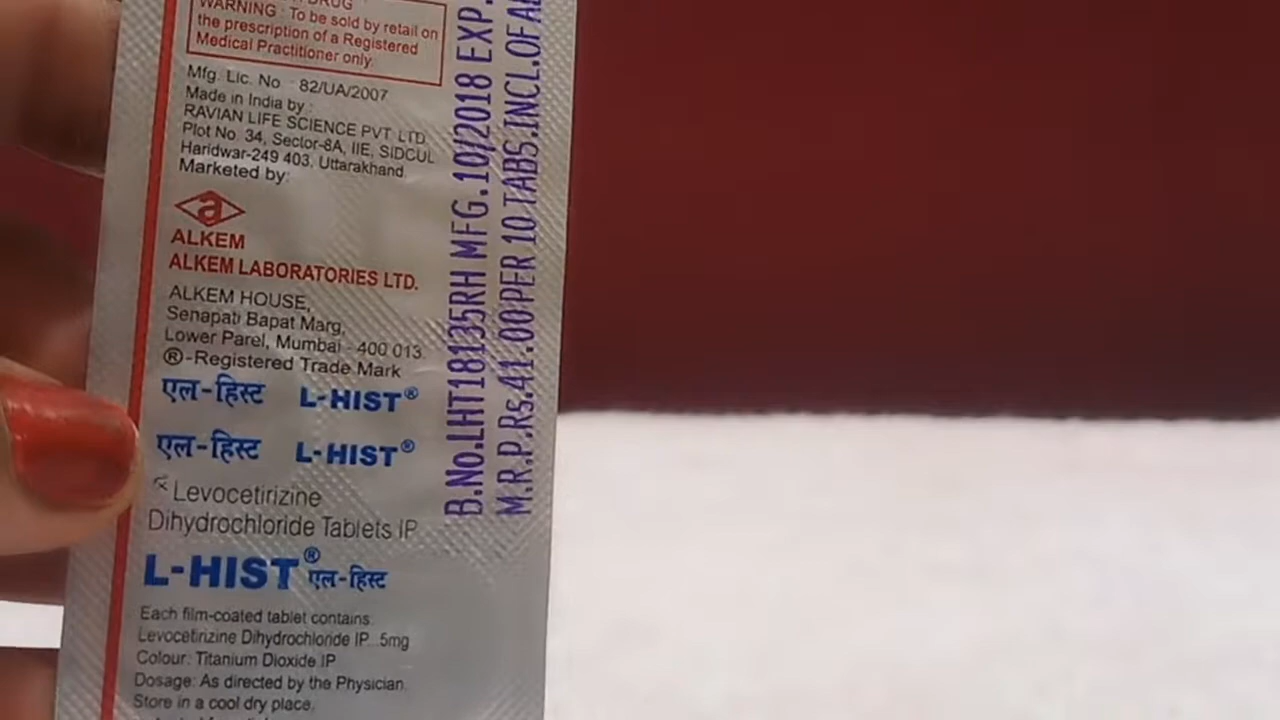 DRUG
WARNING : To be sold by retail on
the prescription of a Registered
Medical Practitioner only.
Mfg. Lic. No : 82/UA/2007
Made in India by :
RAVIAN LIFE SCIENCE PVT. LTD.
Plot No. 34, Sector-8A, IIE, SIDCUL
Haridwar-249 403, Uttarakhand.
Marketed by:
a
ALKEM
ALKEM LABORATORIES LTD.
ALKEM HOUSE,
Senapati Bapat Marg,
Lower Parel, Mumbai - 400 013.
®-Registered Trade Mark
एल-हिस्ट L-HIST®
एल-हिस्ट L-HIST®
Levocetirizine
Dihydrochloride Tablets IP
L-HIST® एल-हिस्ट
Each film-coated tablet contains:
Levocetirizine Dihydrochloride IP...5mg
Colour: Titanium Dioxide IP
Dosage: As directed by the Physician.
Store in a cool dry place.
B.No.LHT18135RH MFG.10/2018 EXP.
M.R.P.Rs.41.00PER 10 TABS.INCL.OF